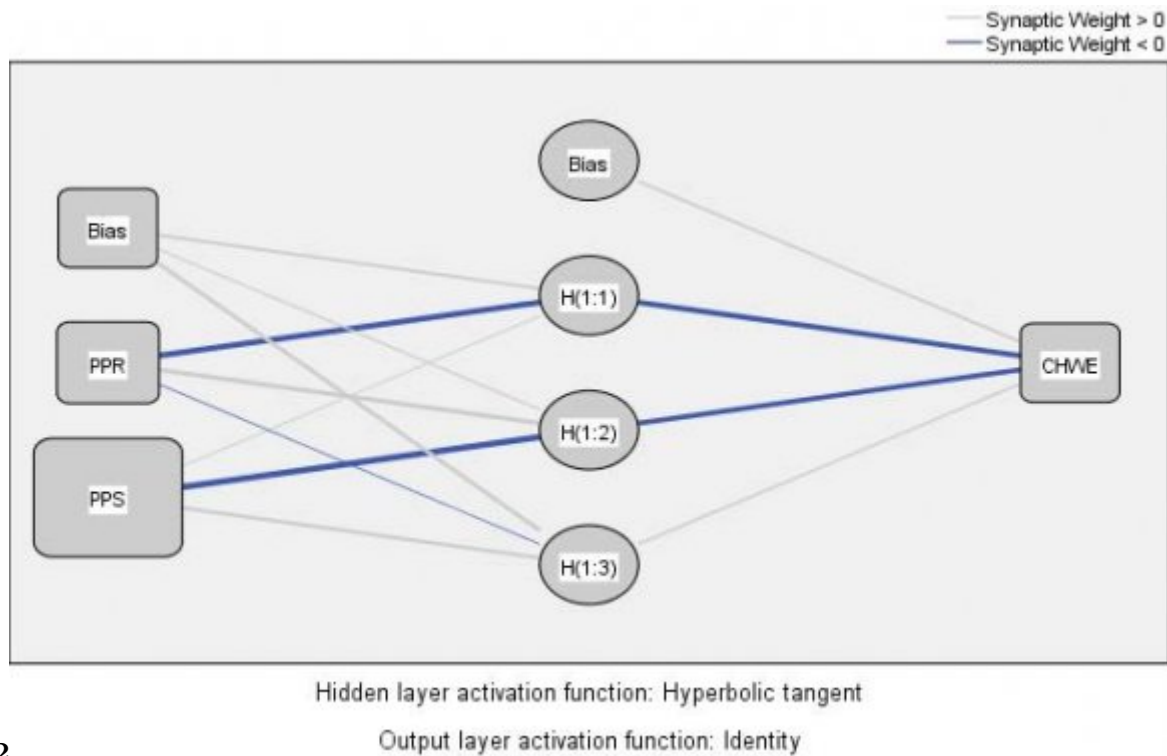 Synaptic Weight > 0
Synaptic Weight < 0
Bias
Bias
H(1:1)
PPR
CHWE
H(1:2)
PPS
H(1:3)
Hidden layer activation function: Hyperbolic tangent
Output layer activation function: Identity